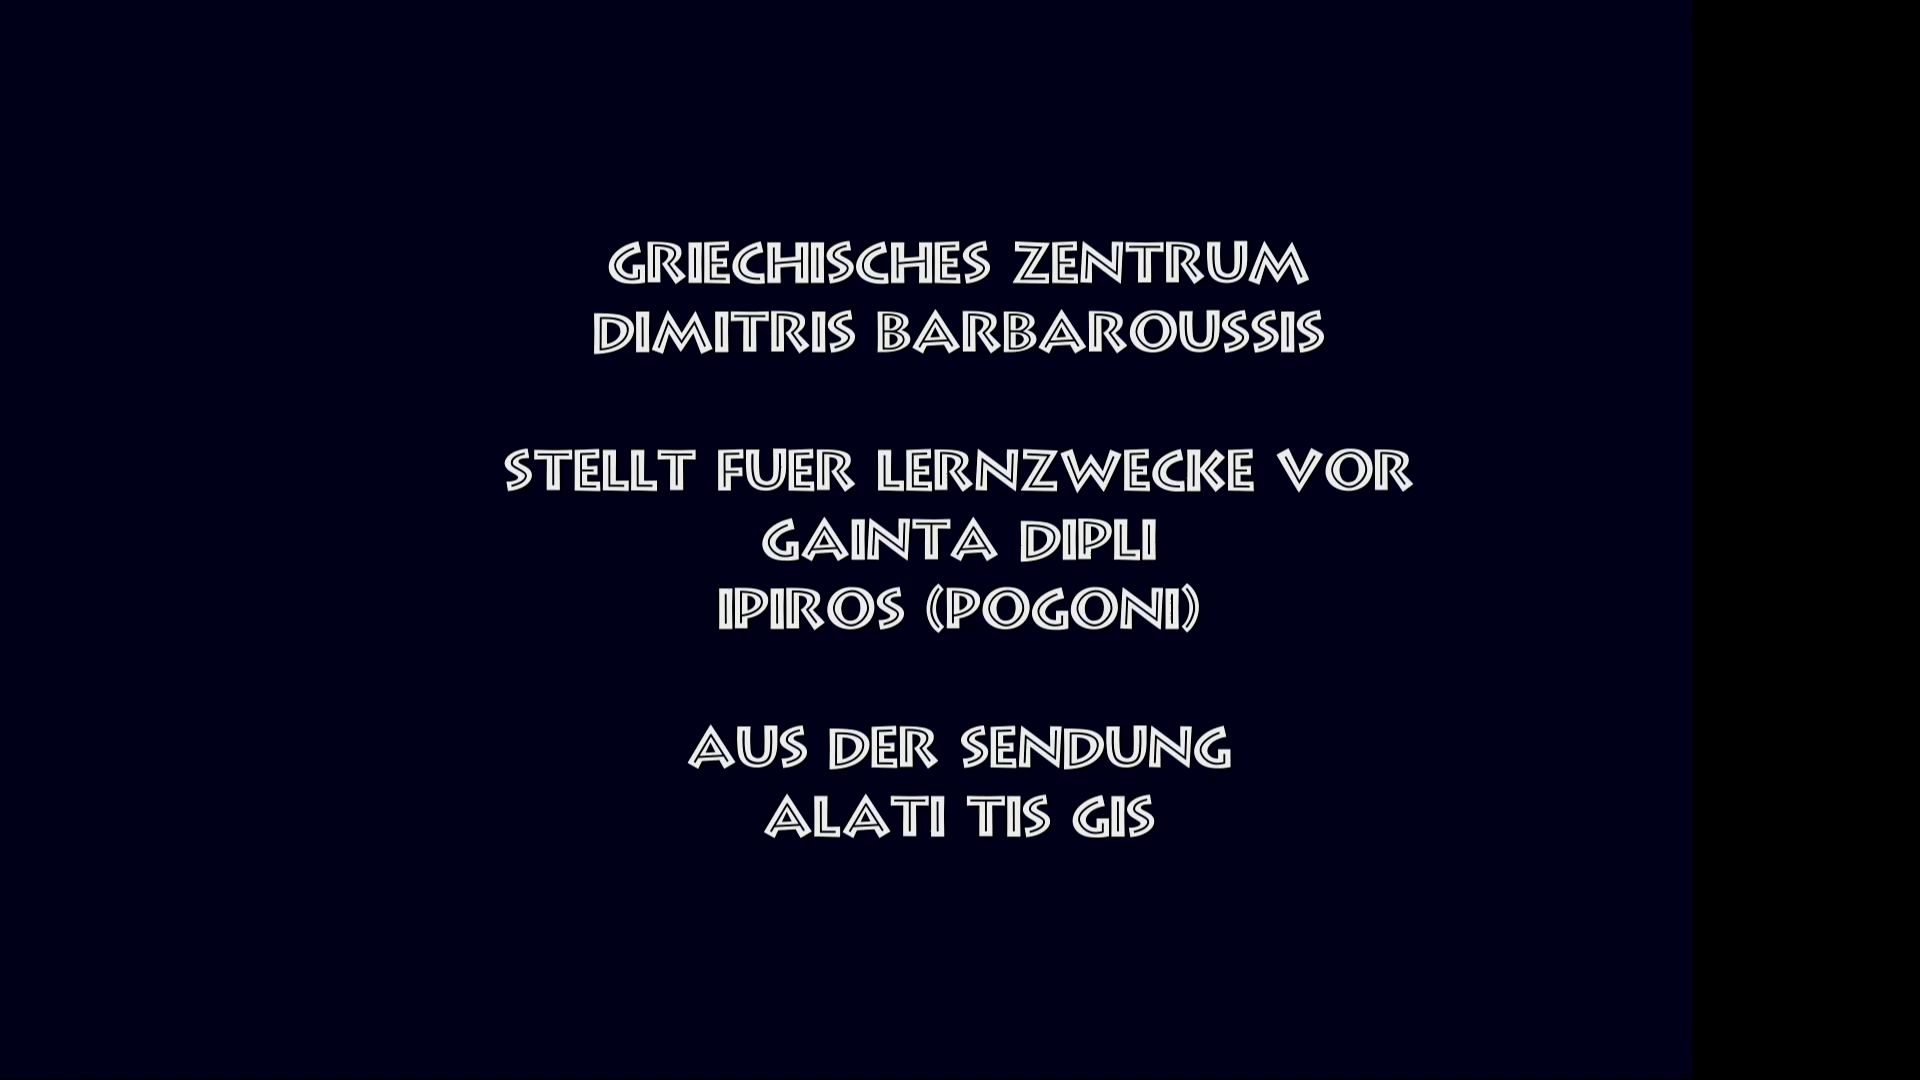 GRIECHISCHES ZENTRUM
DIMITRIS BARBAROUSSIS
STELLT FUER LERNZWECKE VOR
GAINTA DIPLI
IPIROS (POGONI)
AUS DER SENDUNG
ALATI TIS GIS